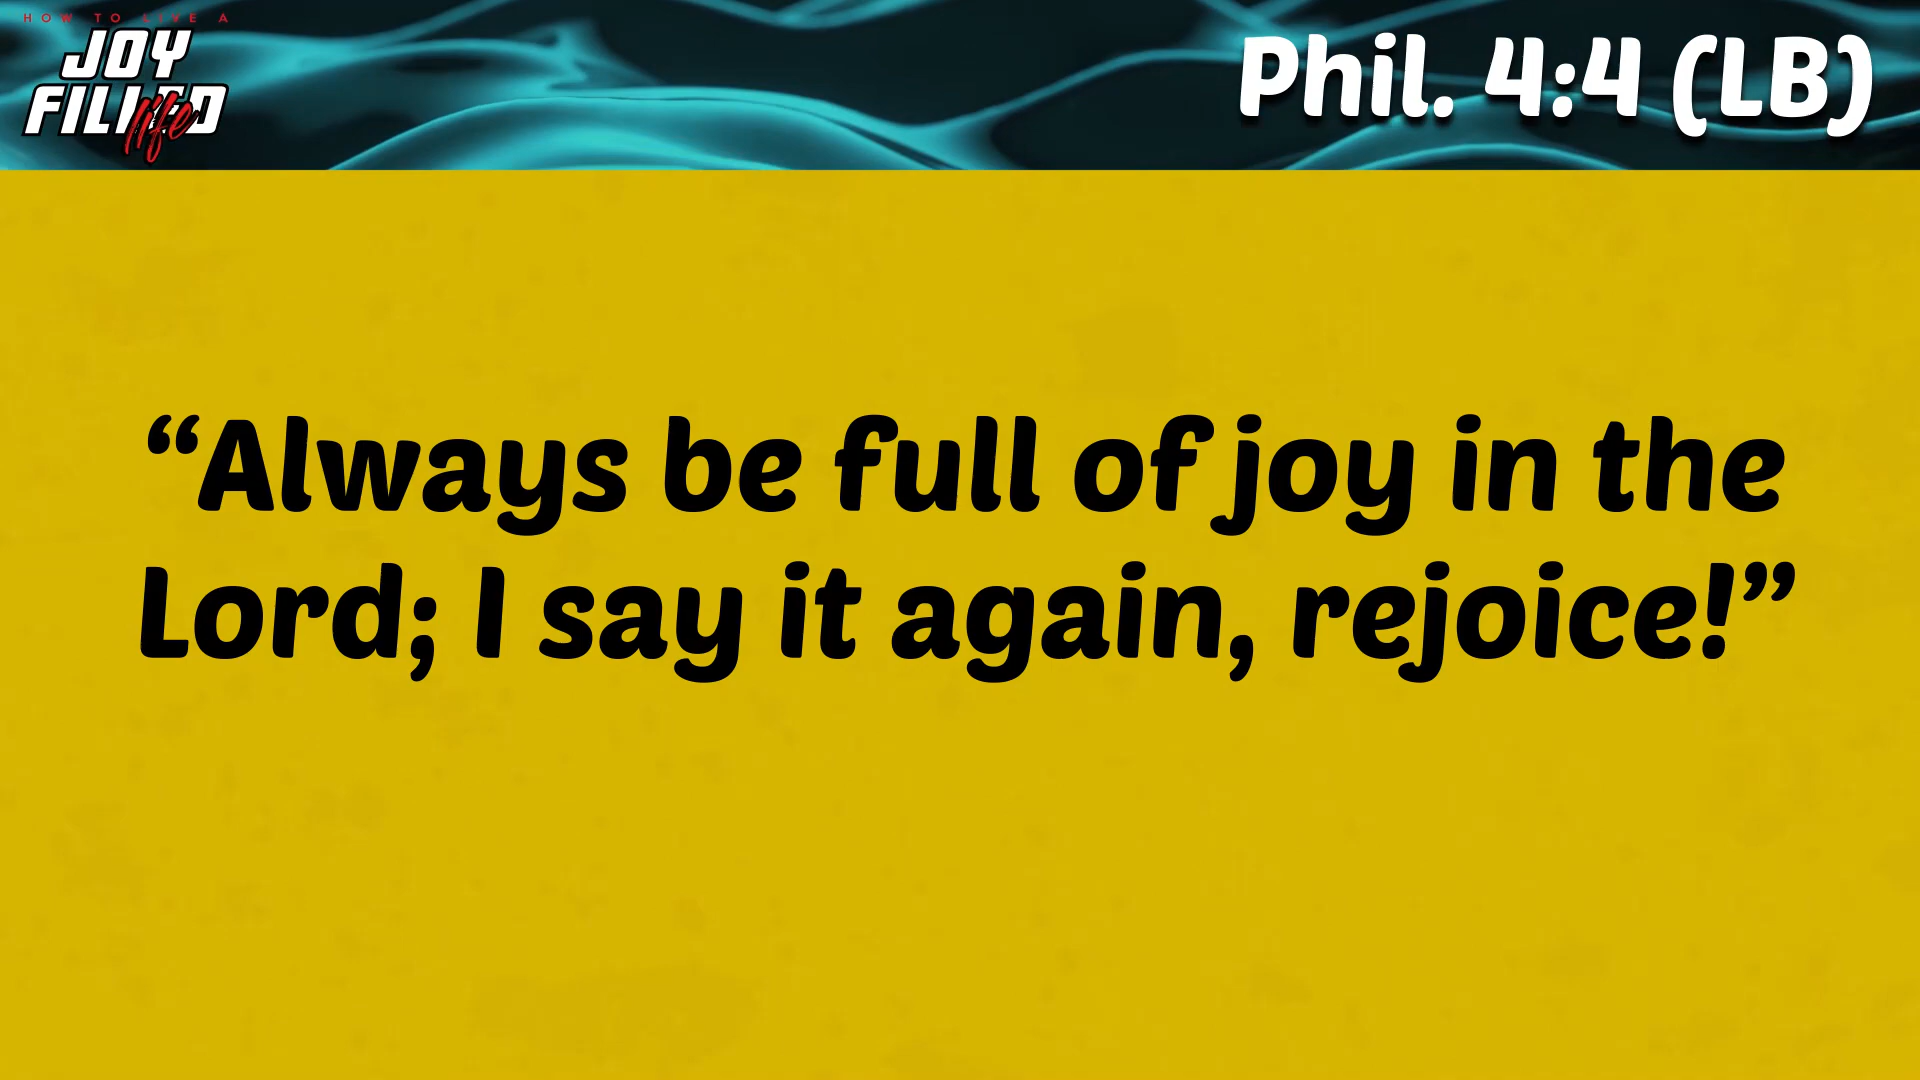 HOW TO LIVE A
JOY
FILLED
life
Phil. 4:4 (LB)
“Always be full of joy in the
Lord; I say it again, rejoice!”